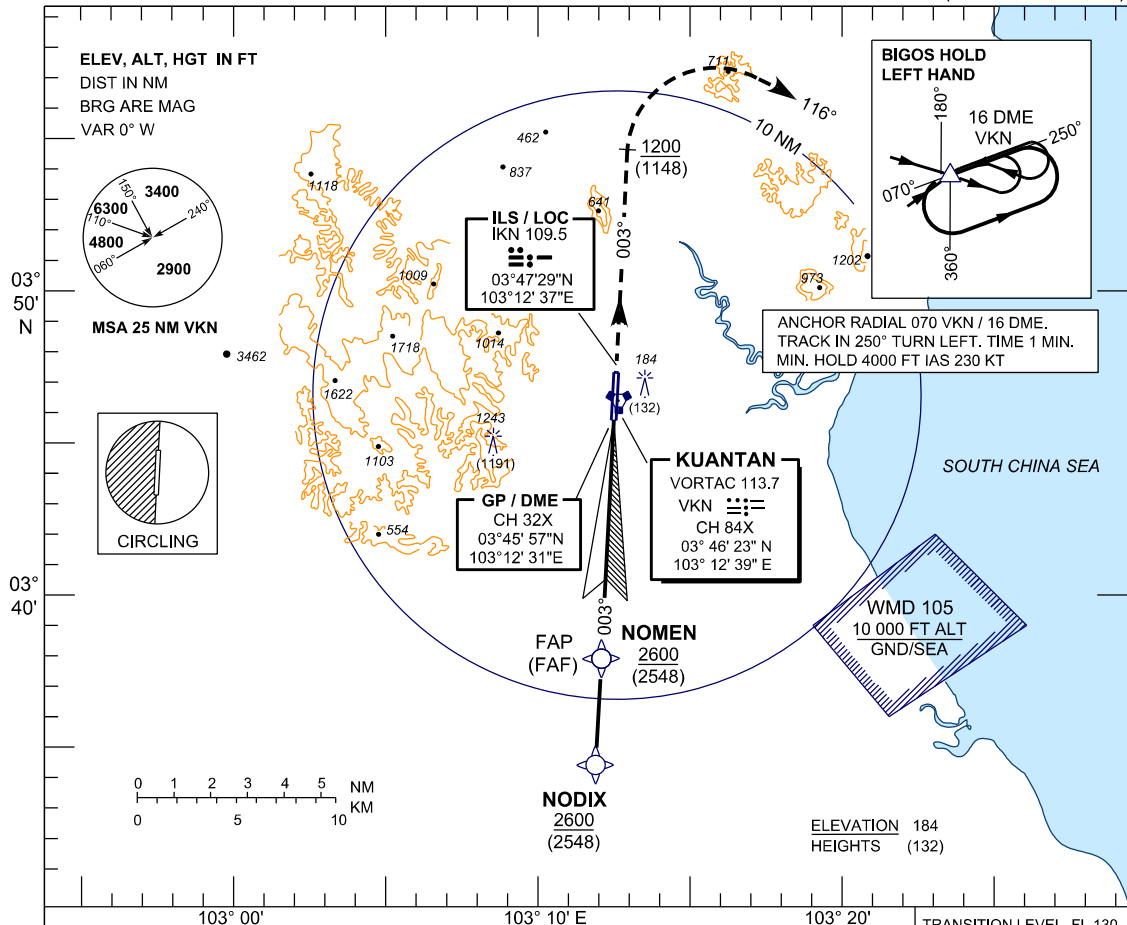 ELEV, ALT, HGT IN FT
DIST IN NM
BRG ARE MAG
VAR 0° W
3400
6300
4800
2900
150°
110°
060°
240°
MSA 25 NM VKN
3462
CIRCLING
03°
50'
N
03°
40'
1118
462
837
641
711
1009
1718
1014
1622
1243
(1191)
1103
554
184
(132)
973
1202
ILS / LOC
IKN 109.5
03°47'29"N
103°12' 37"E
1200
(1148)
003°
116°
10 NM
BIGOS HOLD
LEFT HAND
180°
16 DME
VKN
250°
070°
360°
ANCHOR RADIAL 070 VKN / 16 DME.
TRACK IN 250° TURN LEFT. TIME 1 MIN.
MIN. HOLD 4000 FT IAS 230 KT
GP / DME
CH 32X
03°45' 57"N
103°12' 31"E
KUANTAN
VORTAC 113.7
VKN
CH 84X
03° 46' 23" N
103° 12' 39" E
SOUTH CHINA SEA
WMD 105
10 000 FT ALT
GND/SEA
003°
FAP
(FAF)
NOMEN
2600
(2548)
NODIX
2600
(2548)
0 1 2 3 4 5 NM
KM
0 5 10
ELEVATION 184
HEIGHTS (132)
103° 00'
103° 10' E
103° 20'
TRANSITION LEVEL FL 130